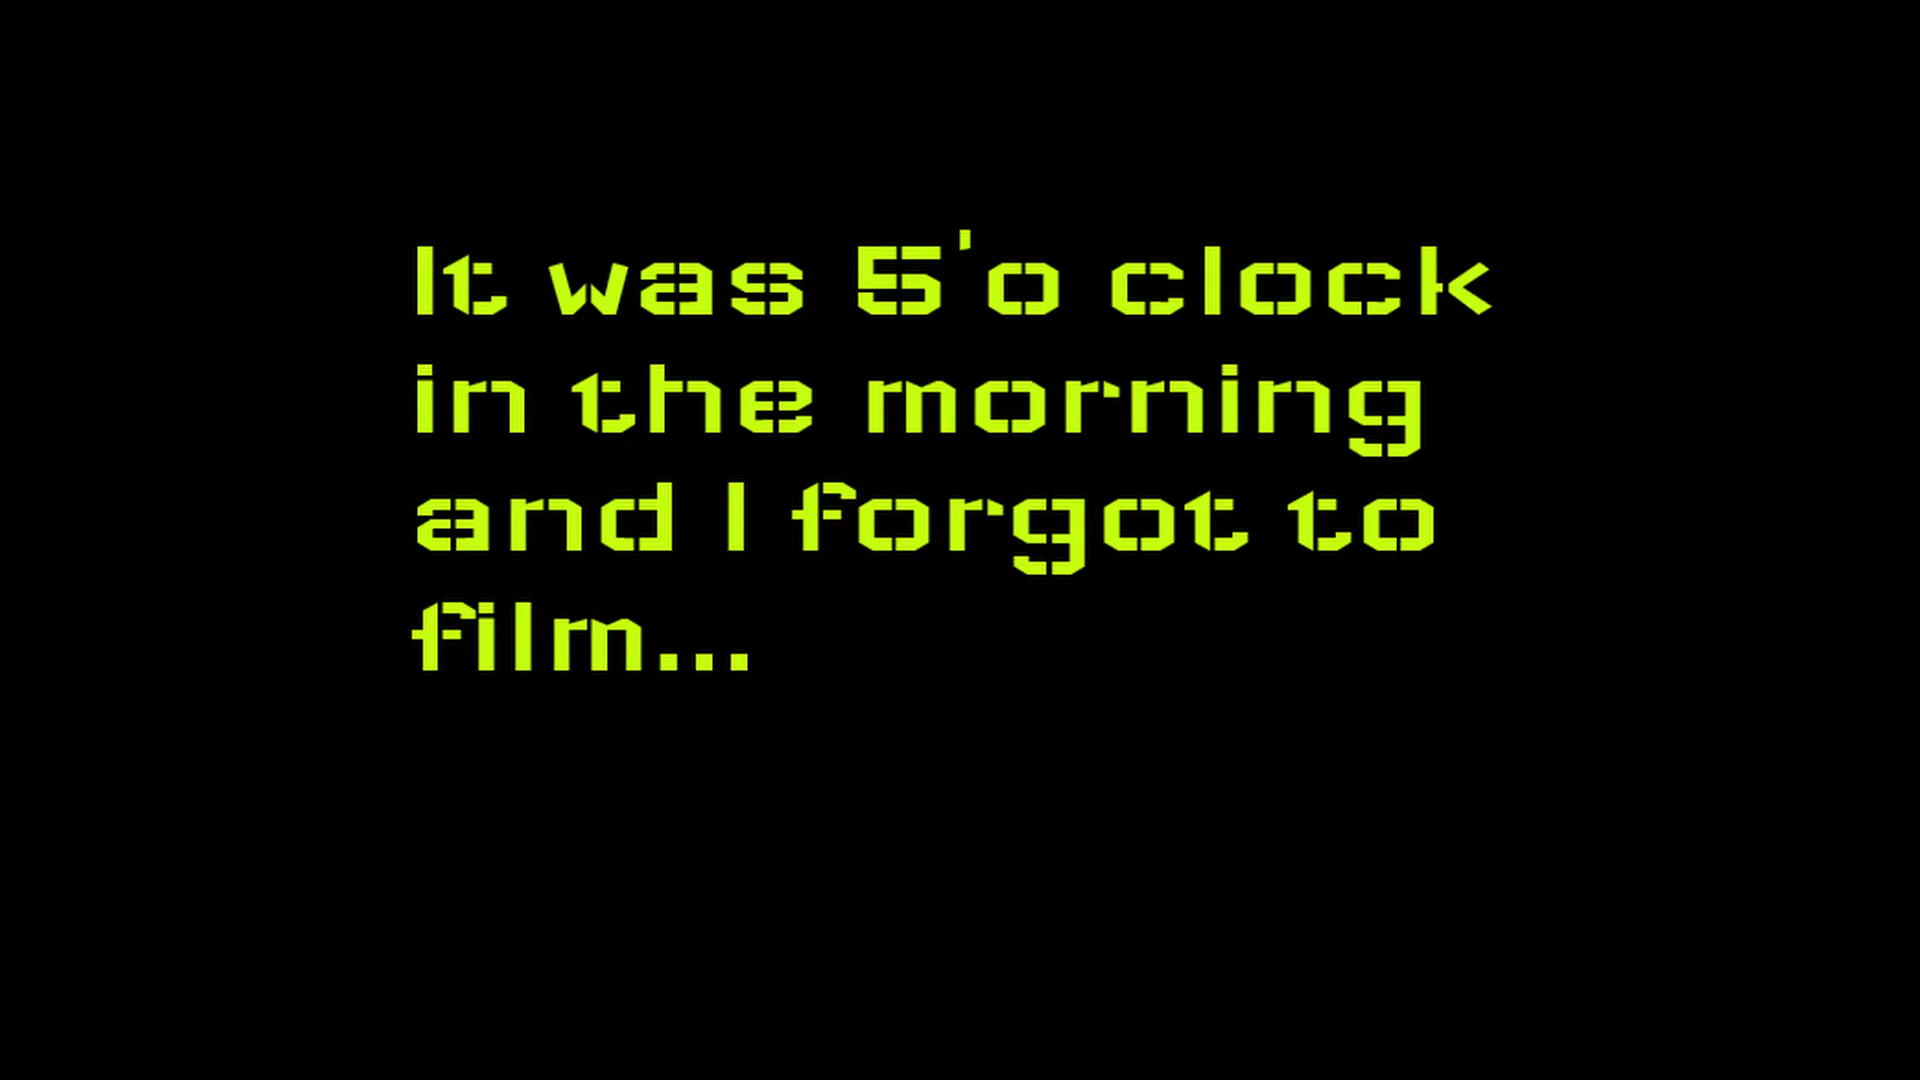 It was 5'o clock
in the morning
and I forgot to
film...